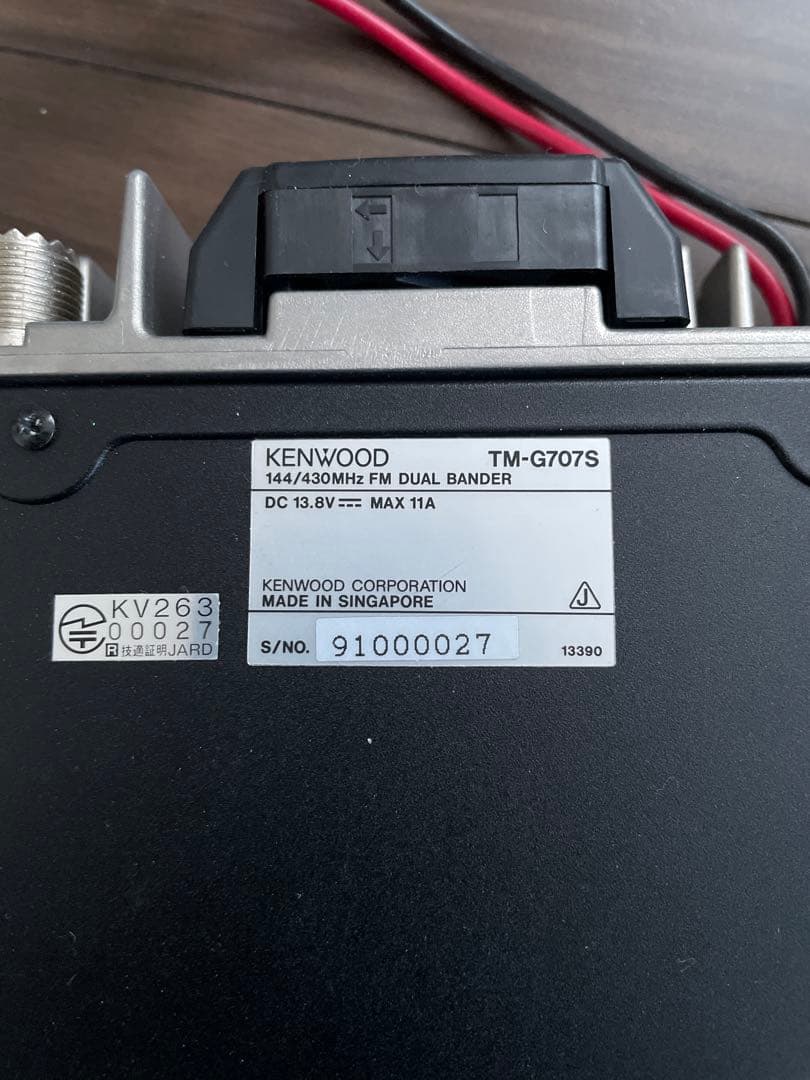 KENWOOD TM-G707S
144/430MHz FM DUAL BANDER
DC 13.8V MAX 11A
KENWOOD CORPORATION
MADE IN SINGAPORE
J
S/NO. 91000027 13390
KV263
00027
R 技適証明JARD